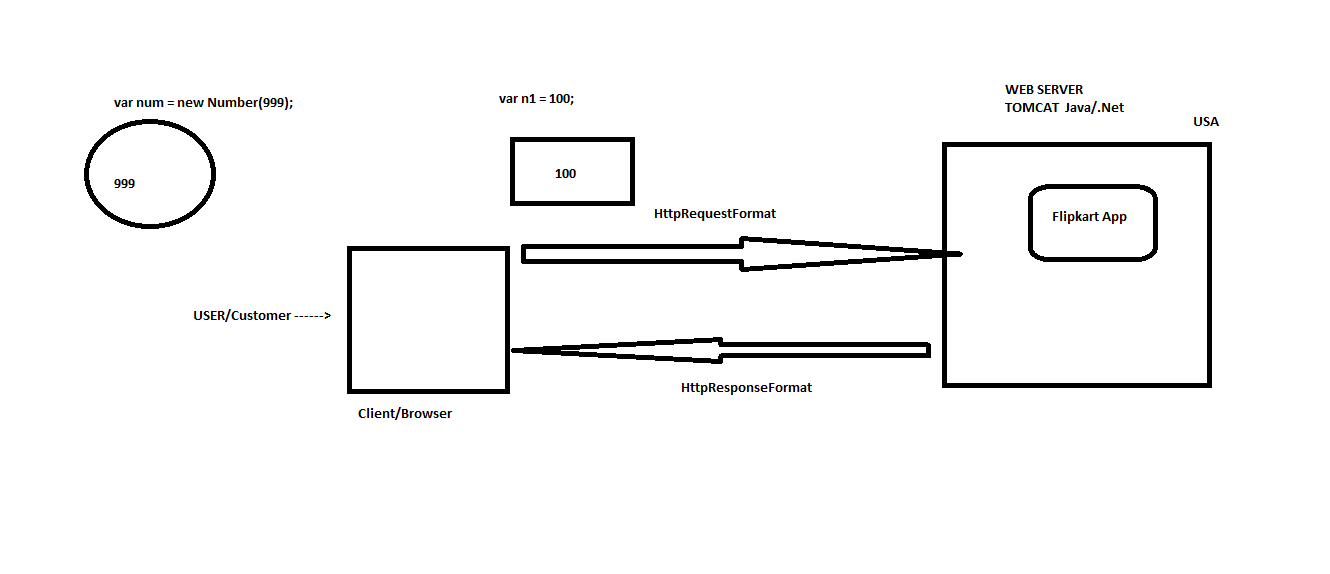 var num = new Number(999);
var n1 = 100;
WEB SERVER
TOMCAT Java/.Net
USA
999
100
HttpRequestFormat
Flipkart App
USER/Customer ------>
HttpResponseFormat
Client/Browser